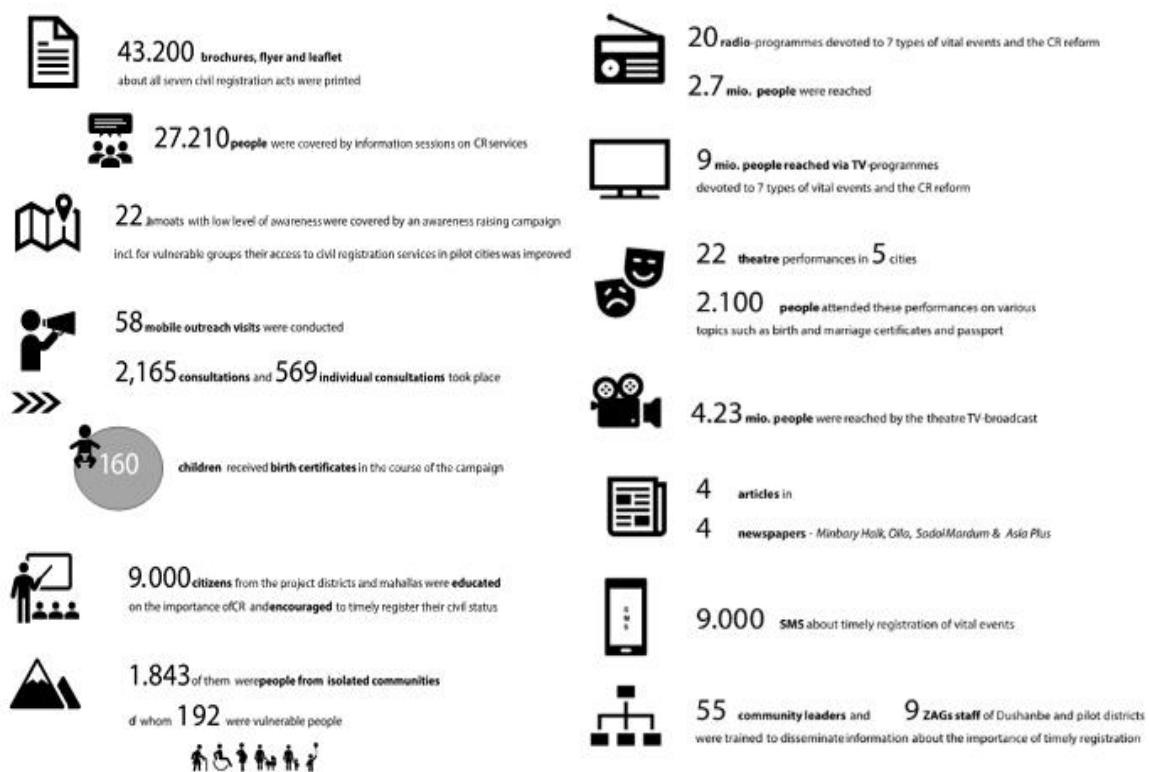 43.200 brochures, flyer and leaflet
about all seven civil registration acts were printed
27.210 people were covered by information sessions on CR services
22 Jamoats with low level of awareness were covered by an awareness raising campaign
incl. for vulnerable groups their access to civil registration services in pilot cities was improved
58 mobile outreach visits were conducted
2,165 consultations and 569 individual consultations took place
160 children received birth certificates in the course of the campaign
9.000 citizens from the project districts and mahallas were educated
on the importance of CR and encouraged to timely register their civil status
1.843 of them were people from isolated communities
of whom 192 were vulnerable people
20 radio-programmes devoted to 7 types of vital events and the CR reform
2.7 mio. people were reached
9 mio. people reached via TV-programmes
devoted to 7 types of vital events and the CR reform
22 theatre performances in 5 cities
2.100 people attended these performances on various
topics such as birth and marriage certificates and passport
4.23 mio. people were reached by the theatre TV-broadcast
4 articles in
4 newspapers - Minbary Halk, Oila, SadoiMardum & Asia Plus
SMS
9.000 SMS about timely registration of vital events
55 community leaders and 9 ZAGs staff of Dushanbe and pilot districts
were trained to disseminate information about the importance of timely registration